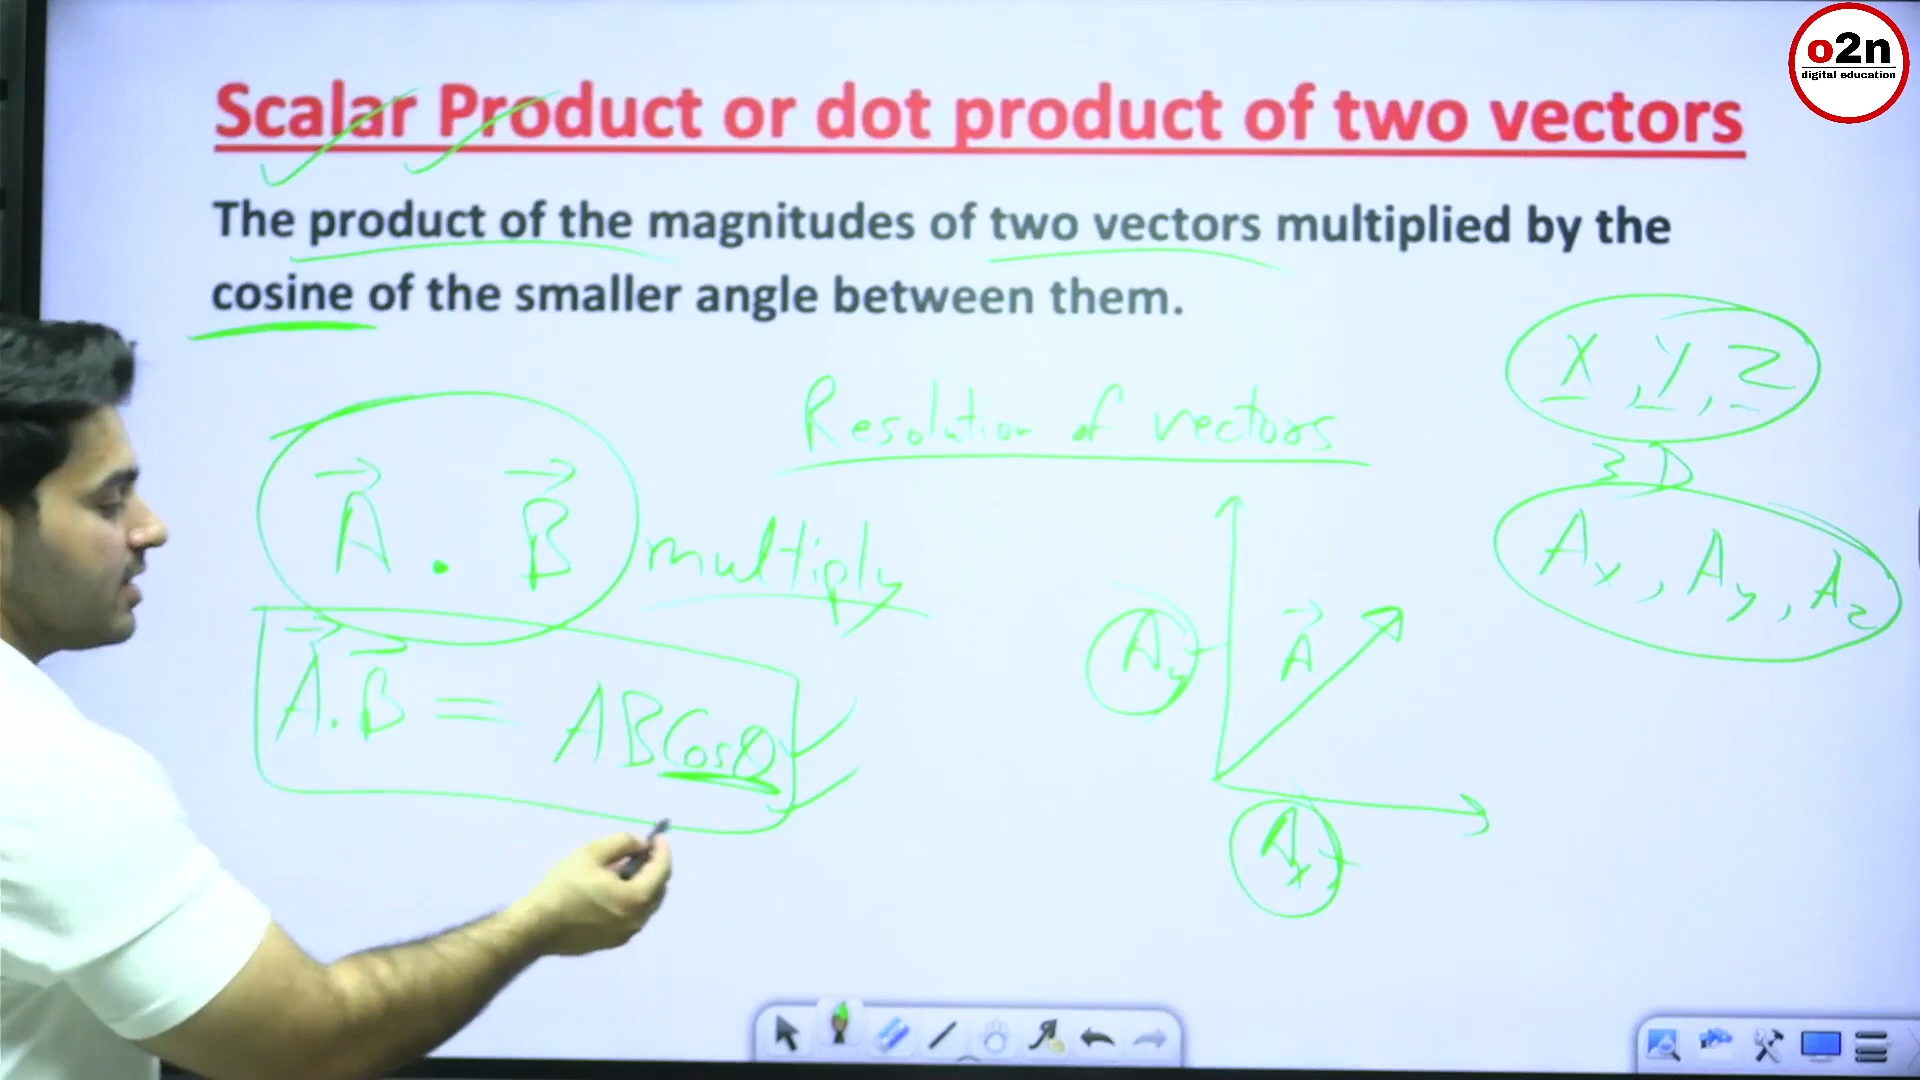 o2n
digital education
Scalar Product or dot product of two vectors
The product of the magnitudes of two vectors multiplied by the
cosine of the smaller angle between them.
X, Y, Z
Resolution of vectors
3D
A . B multiply
Ax, Ay, Az
Ay A
A.B = ABCosθ
Ax